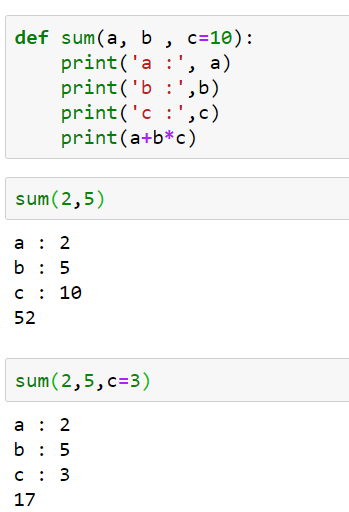 def sum(a, b , c=10):
    print('a :', a)
    print('b :',b)
    print('c :',c)
    print(a+b*c)
sum(2,5)
a : 2
b : 5
c : 10
52
sum(2,5,c=3)
a : 2
b : 5
c : 3
17